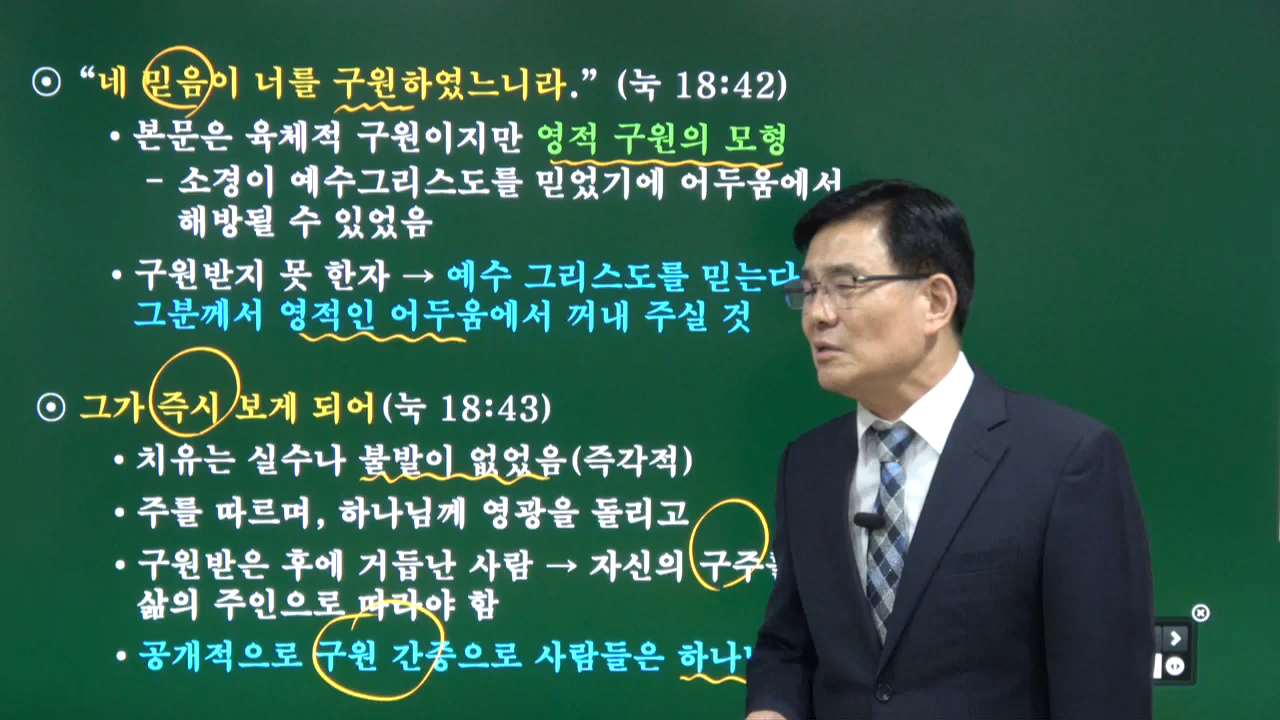 ⊙ “네 믿음이 너를 구원하였느니라.” (눅 18:42)
• 본문은 육체적 구원이지만 영적 구원의 모형
- 소경이 예수그리스도를 믿었기에 어두움에서
해방될 수 있었음
• 구원받지 못 한자 → 예수 그리스도를 믿는다
그분께서 영적인 어두움에서 꺼내 주실 것
⊙ 그가 즉시 보게 되어(눅 18:43)
• 치유는 실수나 불발이 없었음(즉각적)
• 주를 따르며, 하나님께 영광을 돌리고
• 구원받은 후에 거듭난 사람 → 자신의 구주
삶의 주인으로 따라야 함
• 공개적으로 구원 간증으로 사람들은